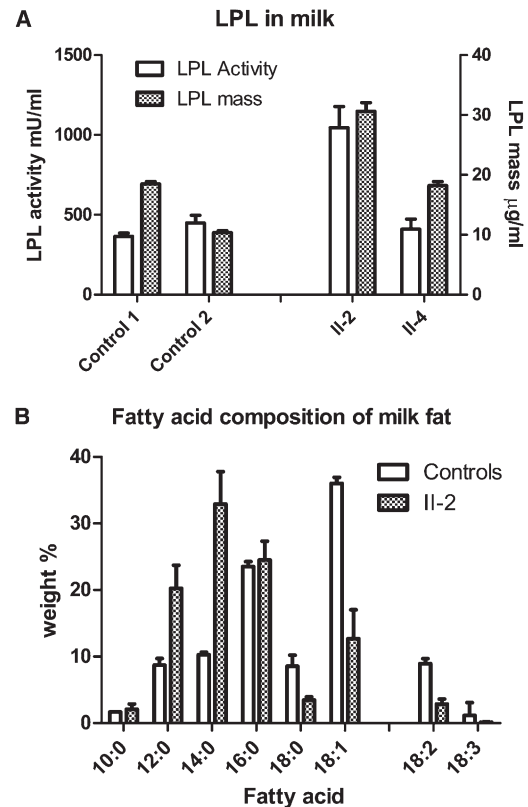 A LPL in milk
1500
1000
500
0
LPL activity mU/ml
LPL Activity
LPL mass
40
30
20
10
0
LPL mass µg/ml
Control 1
Control 2
II-2
II-4
B Fatty acid composition of milk fat
40
30
20
10
0
weight %
Controls
II-2
10:0
12:0
14:0
16:0
18:0
18:1
18:2
18:3
Fatty acid